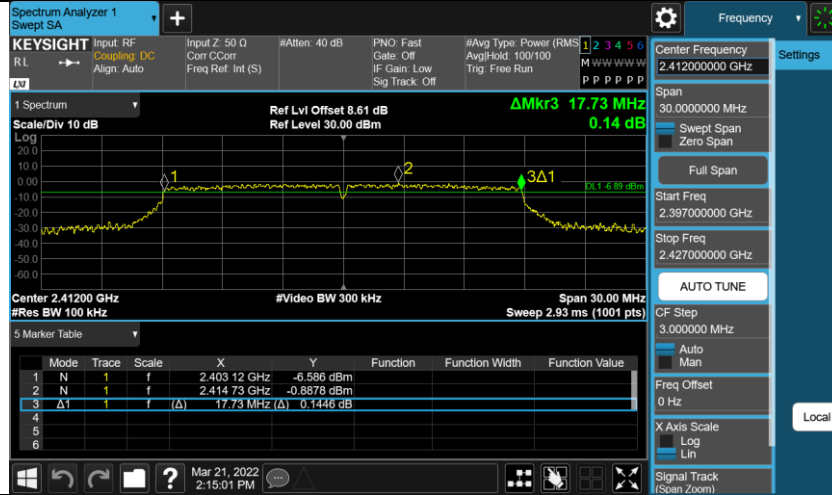 Spectrum Analyzer 1
Swept SA
+
Frequency
KEYSIGHT
RL
LXI
Input: RF
Coupling: DC
Align: Auto
Input Z: 50 Ω
Corr CCorr
Freq Ref: Int (S)
#Atten: 40 dB
PNO: Fast
Gate: Off
IF Gain: Low
Sig Track: Off
#Avg Type: Power (RMS
Avg|Hold: 100/100
Trig: Free Run
1 2 3 4 5 6
M W W W W W
P P P P P P
1 Spectrum
Scale/Div 10 dB
Ref Lvl Offset 8.61 dB
Ref Level 30.00 dBm
ΔMkr3 17.73 MHz
0.14 dB
Log
20.0
10.0
0.00
-10.0
-20.0
-30.0
-40.0
-50.0
-60.0
1
2
3Δ1
DL1 -6.89 dBm
Center 2.41200 GHz
#Res BW 100 kHz
#Video BW 300 kHz
Span 30.00 MHz
Sweep 2.93 ms (1001 pts)
5 Marker Table
Mode Trace Scale X Y Function Function Width Function Value
1 N 1 f 2.403 12 GHz -6.586 dBm
2 N 1 f 2.414 73 GHz -0.8878 dBm
3 Δ1 1 f (Δ) 17.73 MHz (Δ) 0.1446 dB
4
5
6
Mar 21, 2022
2:15:01 PM
?
Center Frequency
2.412000000 GHz
Span
30.0000000 MHz
Swept Span
Zero Span
Full Span
Start Freq
2.397000000 GHz
Stop Freq
2.427000000 GHz
AUTO TUNE
CF Step
3.000000 MHz
Auto
Man
Freq Offset
0 Hz
X Axis Scale
Log
Lin
Signal Track
(Span Zoom)
Settings
Local